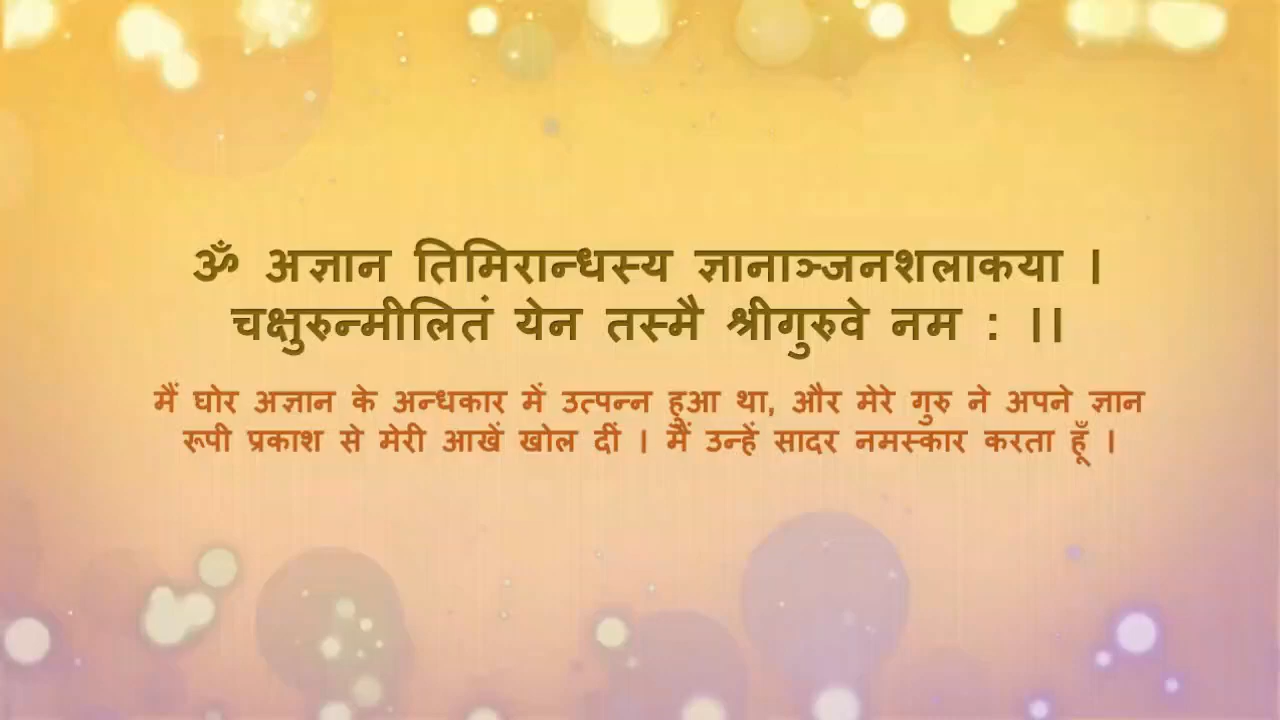 ॐ अज्ञान तिमिरान्धस्य ज्ञानाञ्जनशलाकया ।
चक्षुरुन्मीलितं येन तस्मै श्रीगुरुवे नम : ।।
मैं घोर अज्ञान के अन्धकार में उत्पन्न हुआ था, और मेरे गुरु ने अपने ज्ञान
रूपी प्रकाश से मेरी आखें खोल दीं । मैं उन्हें सादर नमस्कार करता हूँ ।